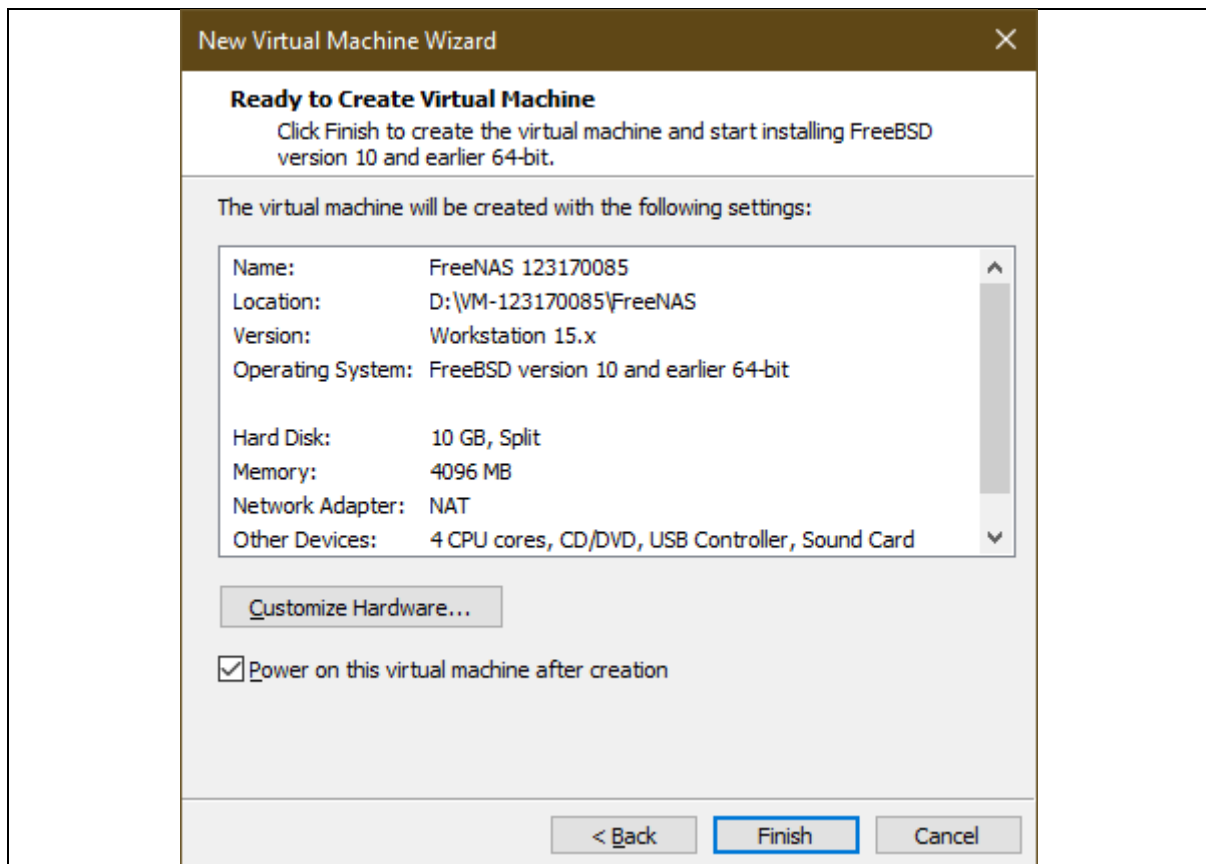 New Virtual Machine Wizard
Ready to Create Virtual Machine
Click Finish to create the virtual machine and start installing FreeBSD
version 10 and earlier 64-bit.
The virtual machine will be created with the following settings:
Name: FreeNAS 123170085
Location: D:\VM-123170085\FreeNAS
Version: Workstation 15.x
Operating System: FreeBSD version 10 and earlier 64-bit
Hard Disk: 10 GB, Split
Memory: 4096 MB
Network Adapter: NAT
Other Devices: 4 CPU cores, CD/DVD, USB Controller, Sound Card
Customize Hardware...
Power on this virtual machine after creation
< Back Finish Cancel